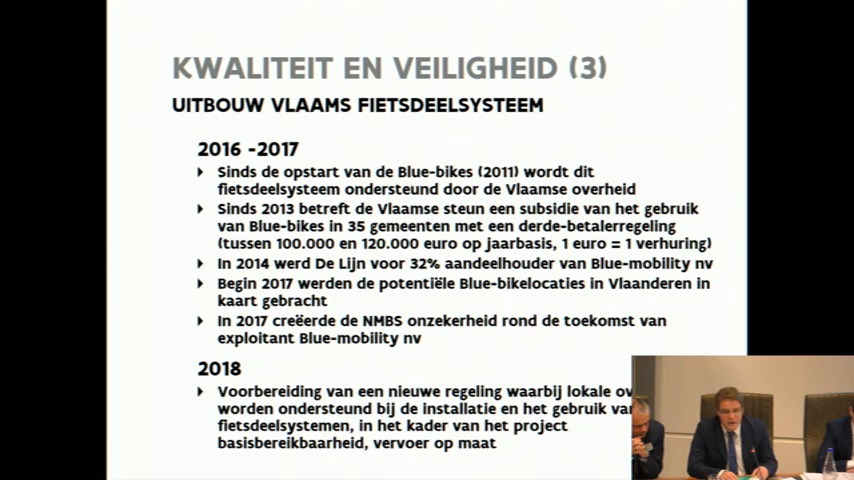 KWALITEIT EN VEILIGHEID (3)
UITBOUW VLAAMS FIETSDEELSYSTEEM
2016 -2017
Sinds de opstart van de Blue-bikes (2011) wordt dit
fietsdeelsysteem ondersteund door de Vlaamse overheid
Sinds 2013 betreft de Vlaamse steun een subsidie van het gebruik
van Blue-bikes in 35 gemeenten met een derde-betalerregeling
(tussen 100.000 en 120.000 euro op jaarbasis, 1 euro = 1 verhuring)
In 2014 werd De Lijn voor 32% aandeelhouder van Blue-mobility nv
Begin 2017 werden de potentiële Blue-bikelocaties in Vlaanderen in
kaart gebracht
In 2017 creëerde de NMBS onzekerheid rond de toekomst van
exploitant Blue-mobility nv
2018
Voorbereiding van een nieuwe regeling waarbij lokale
worden ondersteund bij de installatie en het gebruik
fietsdeelsystemen, in het kader van het project
basisbereikbaarheid, vervoer op maat